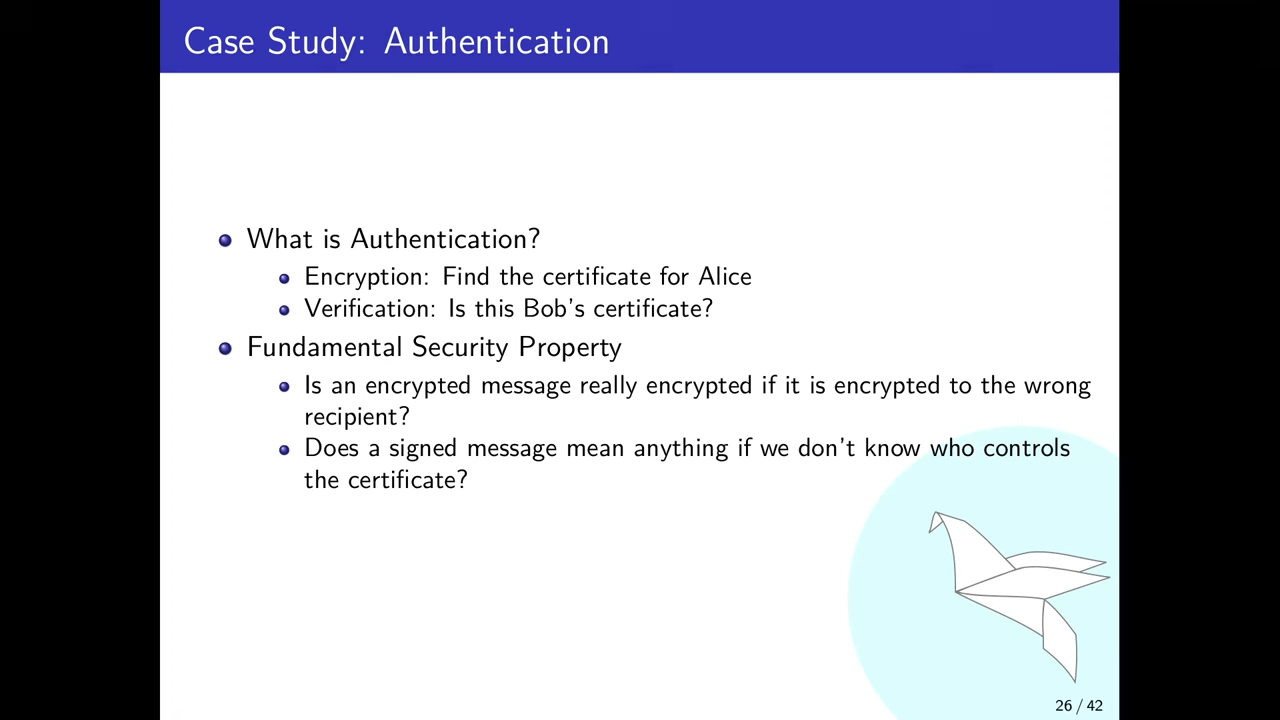 Case Study: Authentication
What is Authentication?
Encryption: Find the certificate for Alice
Verification: Is this Bob's certificate?
Fundamental Security Property
Is an encrypted message really encrypted if it is encrypted to the wrong
recipient?
Does a signed message mean anything if we don't know who controls
the certificate?
26 / 42